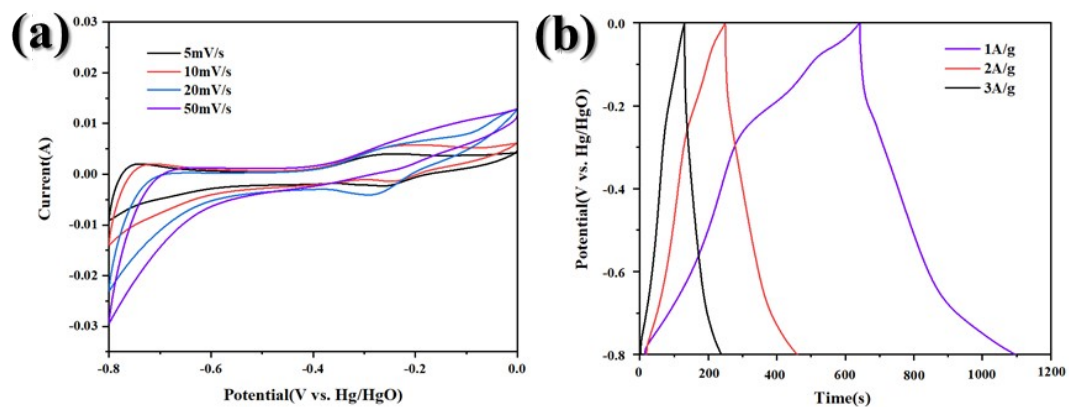 (a)
0.03
0.02
0.01
0.00
-0.01
-0.02
-0.03
Current(A)
5mV/s
10mV/s
20mV/s
50mV/s
-0.8 -0.6 -0.4 -0.2 0.0
Potential(V vs. Hg/HgO)
(b)
0.0
-0.2
-0.4
-0.6
-0.8
Potential(V vs. Hg/HgO)
1A/g
2A/g
3A/g
0 200 400 600 800 1000 1200
Time(s)